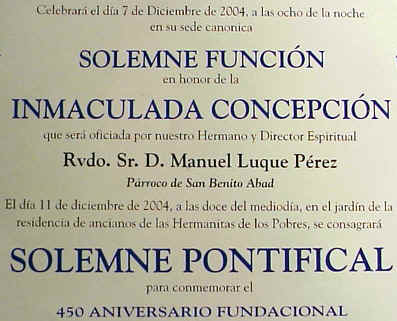 Celebrará el día 7 de Diciembre de 2004, a las ocho de la noche
en su sede canonica
SOLEMNE FUNCIÓN
en honor de la
INMACULADA CONCEPCIÓN
que será oficiada por nuestro Hermano y Director Espiritual
Rvdo. Sr. D. Manuel Luque Pérez
Párroco de San Benito Abad
El día 11 de diciembre de 2004, a las doce del mediodía, en el jardín de la
residencia de ancianos de las Hermanitas de los Pobres, se consagrará
SOLEMNE PONTIFICAL
para conmemorar el
450 ANIVERSARIO FUNDACIONAL